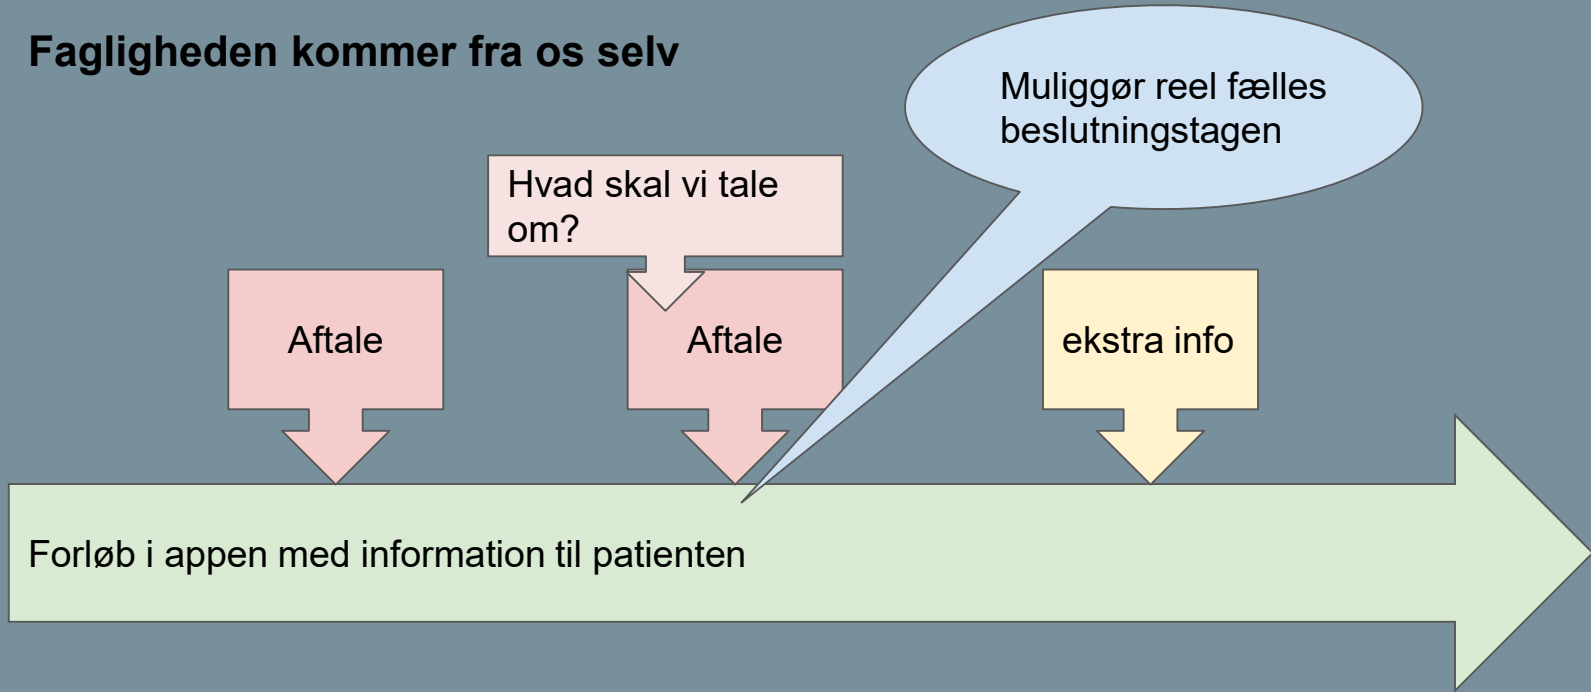 Fagligheden kommer fra os selv
Muliggør reel fælles
beslutningstagen
Hvad skal vi tale
om?
Aftale
Aftale
ekstra info
Forløb i appen med information til patienten